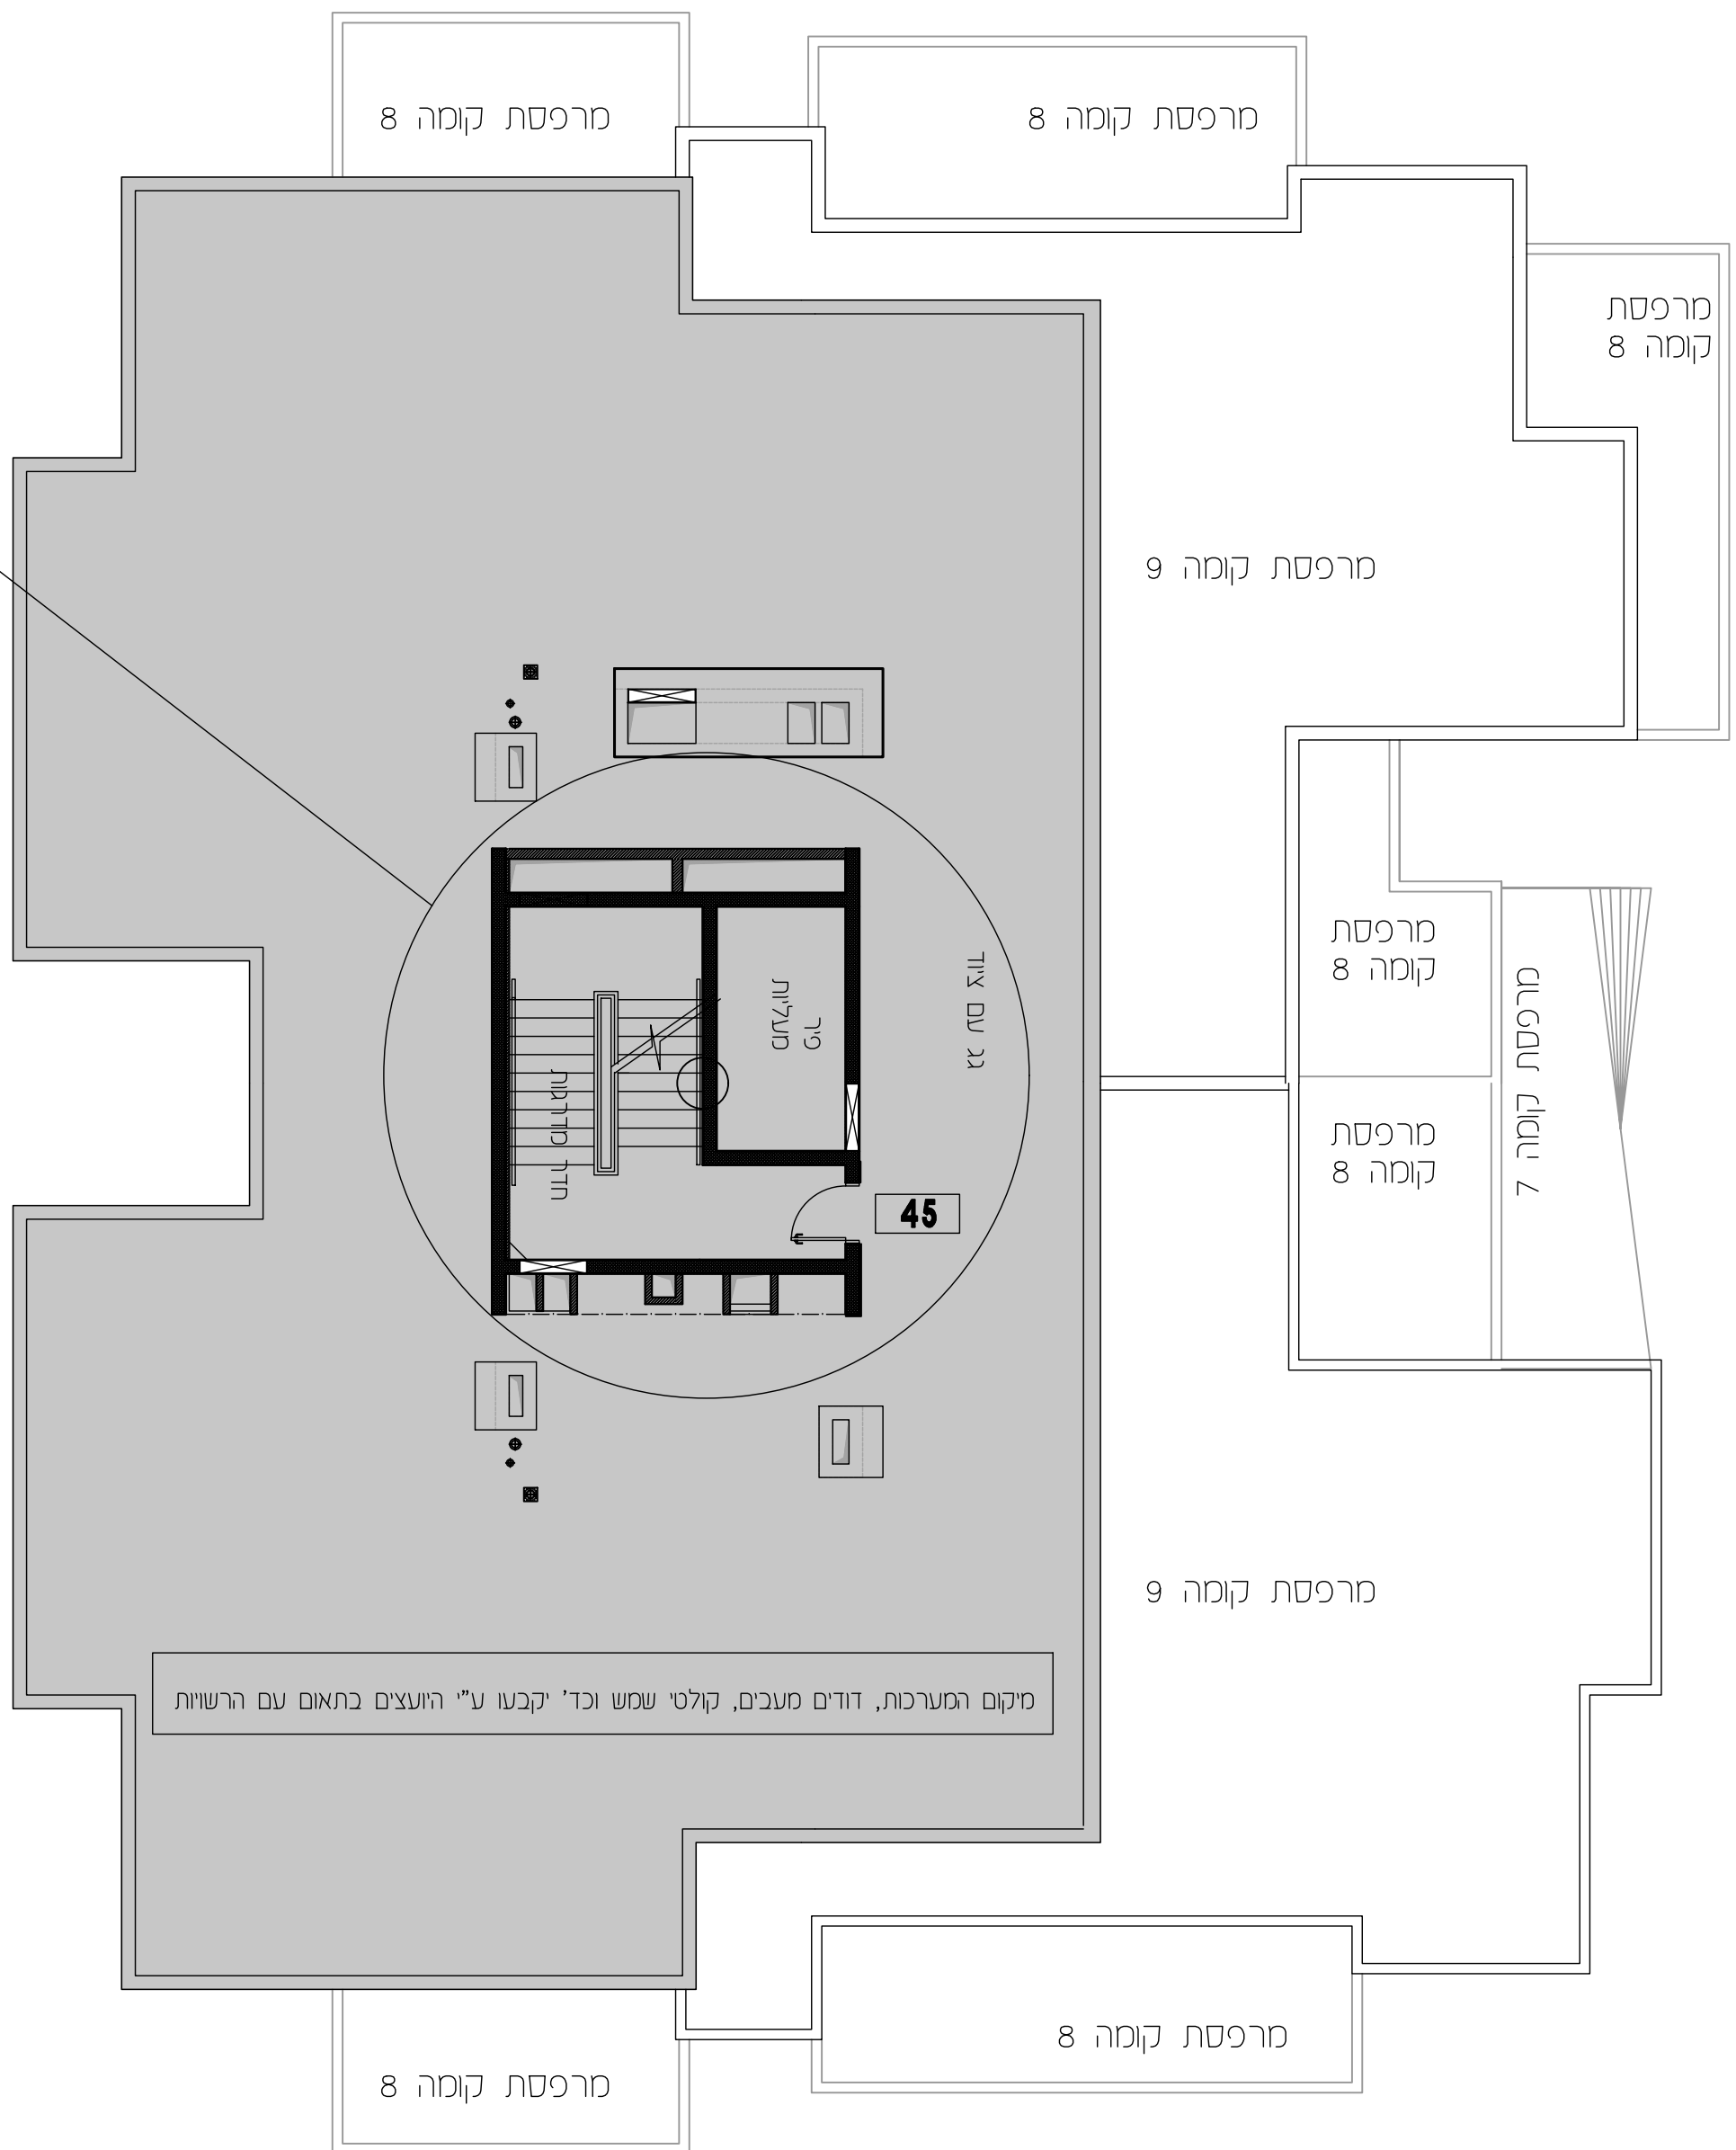 מרפסת קומה 8
מרפסת קומה 8
מרפסת
קומה 8
מרפסת קומה 9
מרפסת
קומה 8
מרפסת קומה 7
גג עם ציוד
פיר
מעליות
חדר מדרגות
מרפסת
קומה 8
45
מרפסת קומה 9
מיקום המערכות, דודים מעבים, קולטי שמש וכד' יקבעו ע"י היועצים בתאום עם הרשויות
מרפסת קומה 8
מרפסת קומה 8